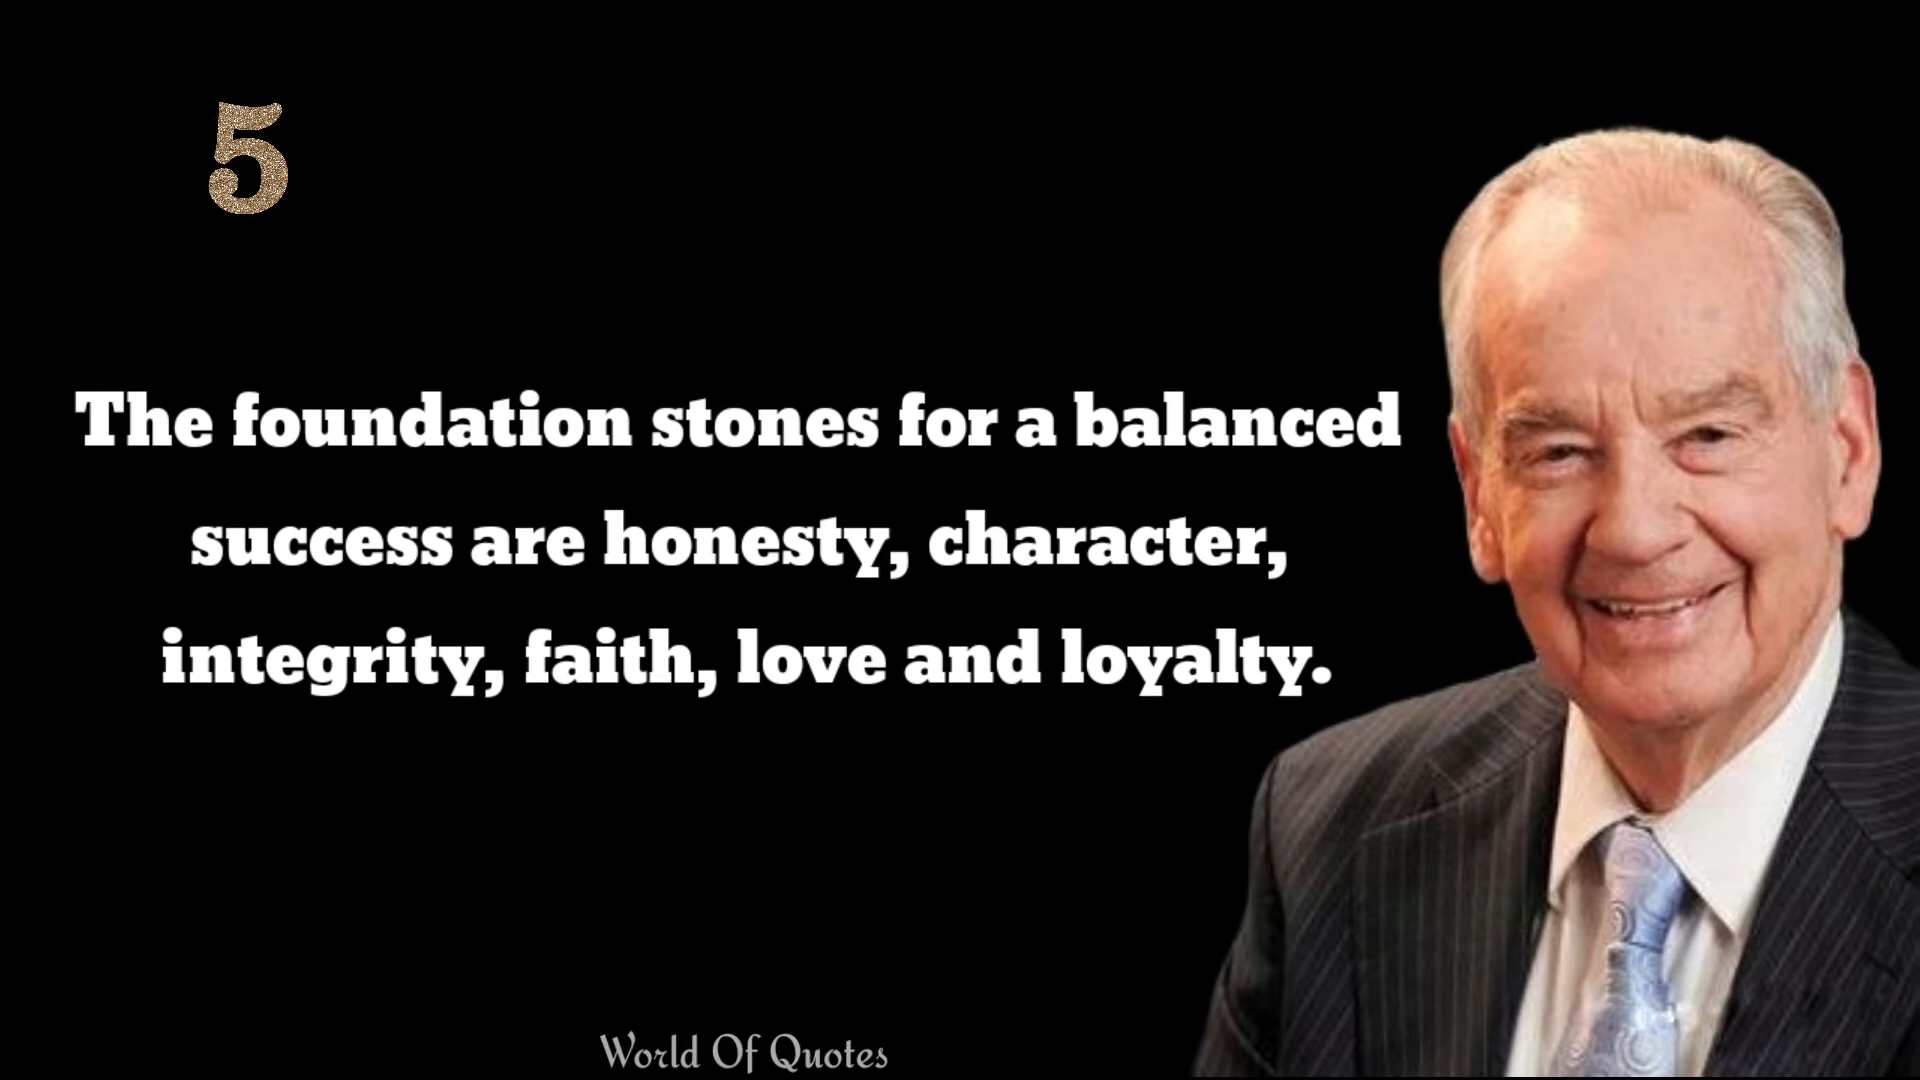 5
The foundation stones for a balanced
success are honesty, character,
integrity, faith, love and loyalty.
World Of Quotes